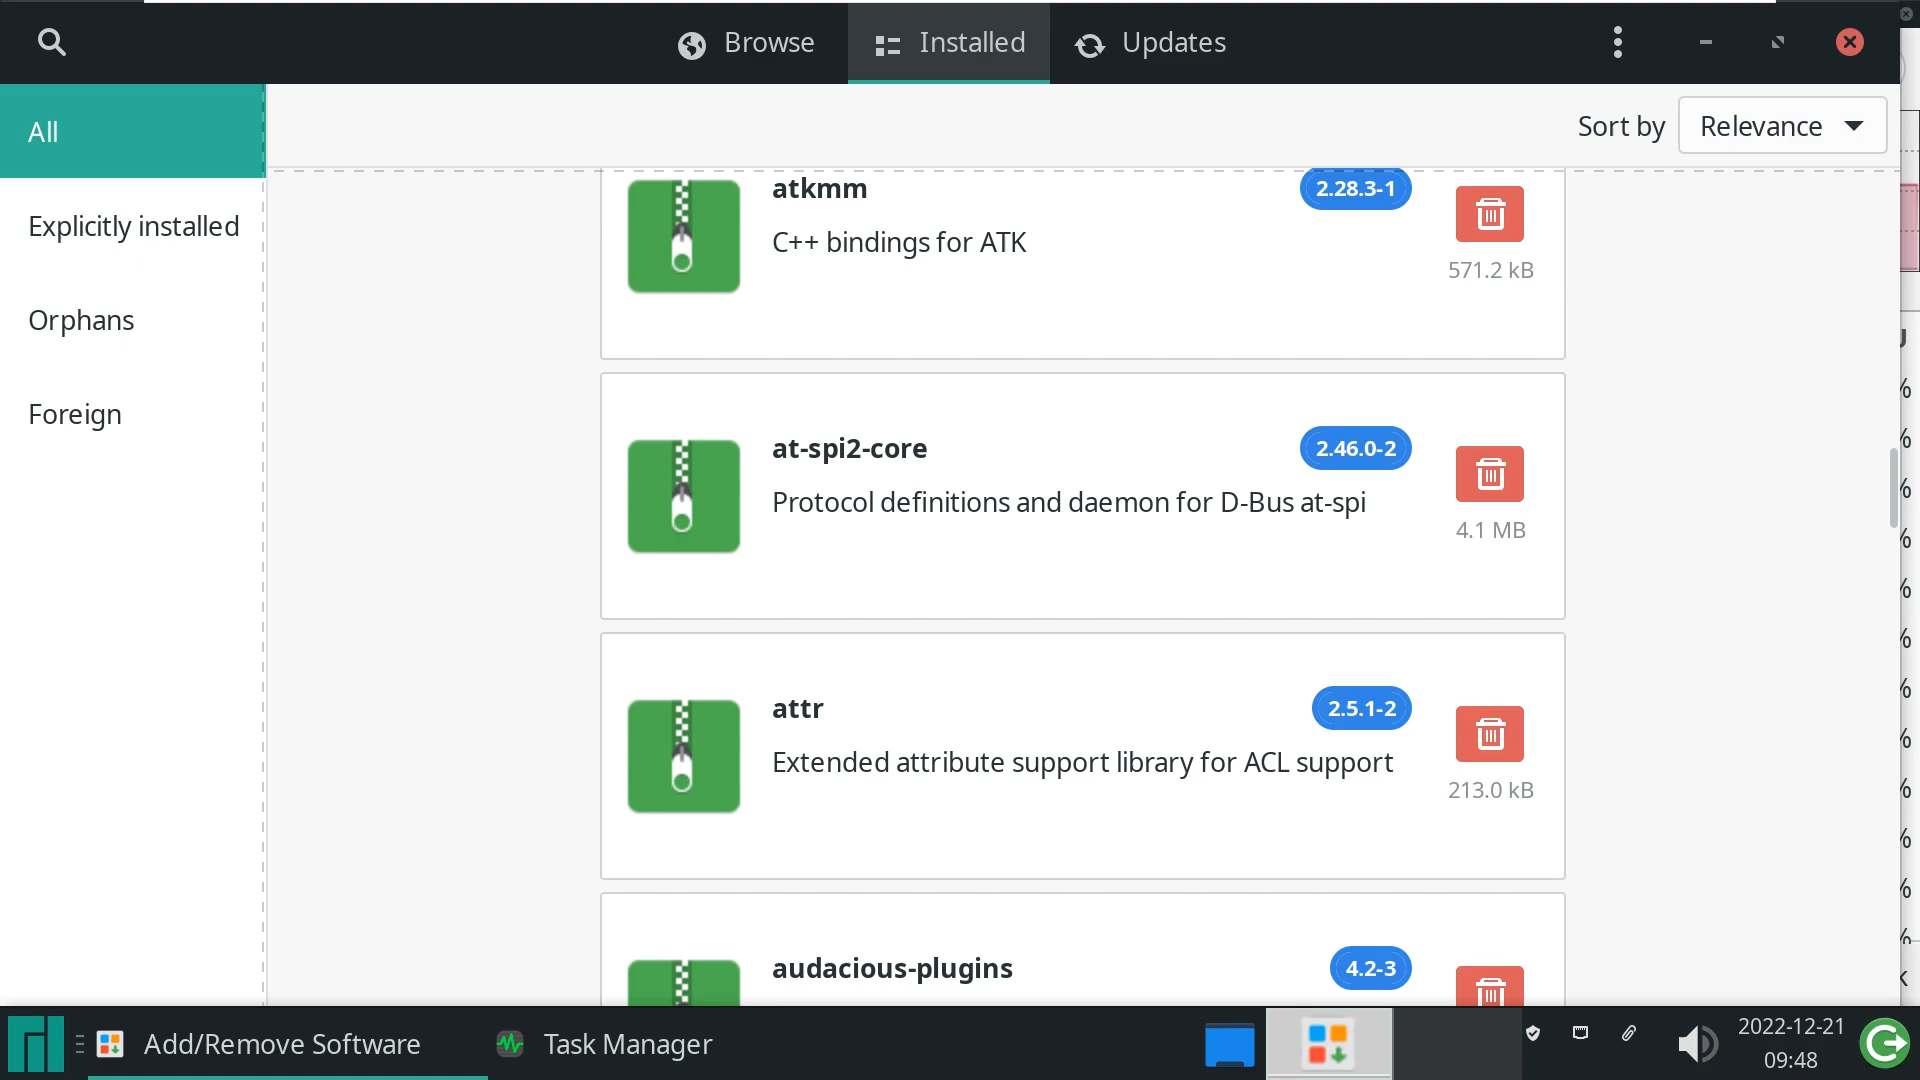 Browse
Installed
Updates
All
Explicitly installed
Orphans
Foreign
Sort by
Relevance
atkmm
2.28.3-1
C++ bindings for ATK
571.2 kB
at-spi2-core
2.46.0-2
Protocol definitions and daemon for D-Bus at-spi
4.1 MB
attr
2.5.1-2
Extended attribute support library for ACL support
213.0 kB
audacious-plugins
4.2-3
Add/Remove Software
Task Manager
2022-12-21
09:48